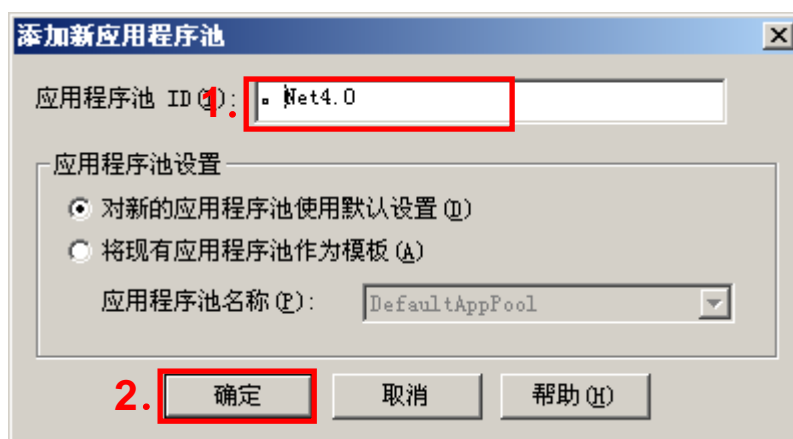 添加新应用程序池
应用程序池 ID(I): 1. 。Net4.0
应用程序池设置
对新的应用程序池使用默认设置(D)
将现有应用程序池作为模板(A)
应用程序池名称(P): DefaultAppPool
2. 确定 取消 帮助(H)